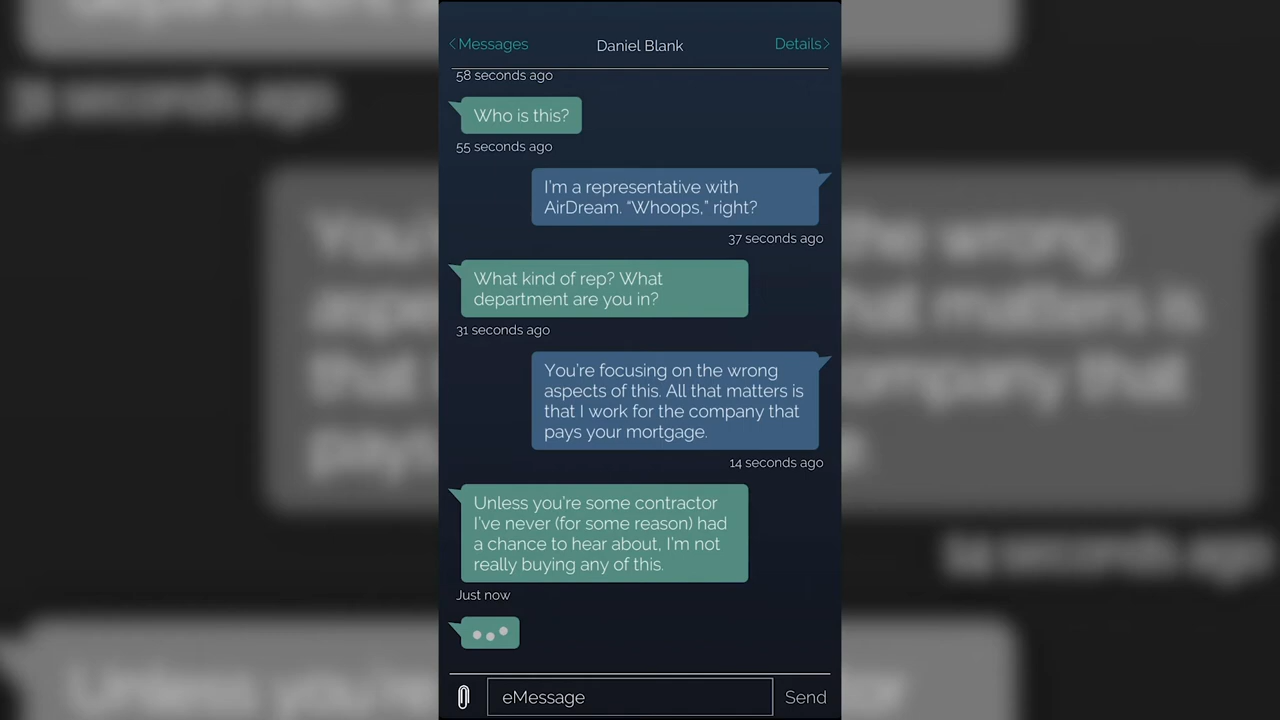 Messages
Daniel Blank
Details
58 seconds ago
Who is this?
55 seconds ago
I'm a representative with
AirDream. “Whoops,” right?
37 seconds ago
What kind of rep? What
department are you in?
31 seconds ago
You're focusing on the wrong
aspects of this. All that matters is
that I work for the company that
pays your mortgage.
14 seconds ago
Unless you're some contractor
I've never (for some reason) had
a chance to hear about, I'm not
really buying any of this.
Just now
eMessage
Send